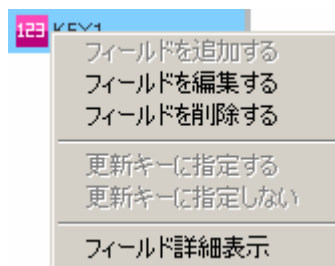 123 KEY1
フィールドを追加する
フィールドを編集する
フィールドを削除する
更新キーに指定する
更新キーに指定しない
フィールド詳細表示